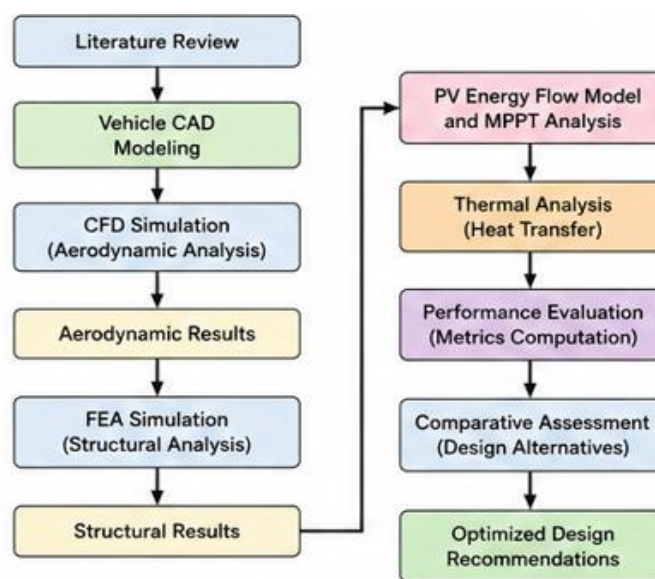 Literature Review
Vehicle CAD
Modeling
CFD Simulation
(Aerodynamic Analysis)
Aerodynamic Results
FEA Simulation
(Structural Analysis)
Structural Results
PV Energy Flow Model
and MPPT Analysis
Thermal Analysis
(Heat Transfer)
Performance Evaluation
(Metrics Computation)
Comparative Assessment
(Design Alternatives)
Optimized Design
Recommendations